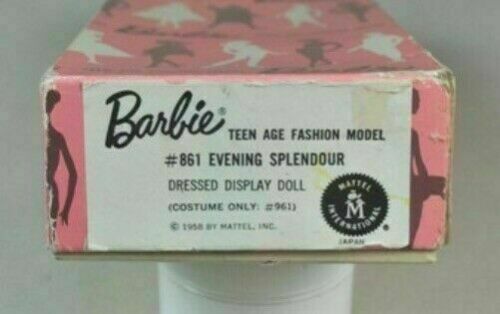 Barbie® TEEN AGE FASHION MODEL
#861 EVENING SPLENDOUR
DRESSED DISPLAY DOLL
(COSTUME ONLY: #961)
© 1958 BY MATTEL, INC.
MATTEL
M
INTERNATIONAL
®
JAPAN